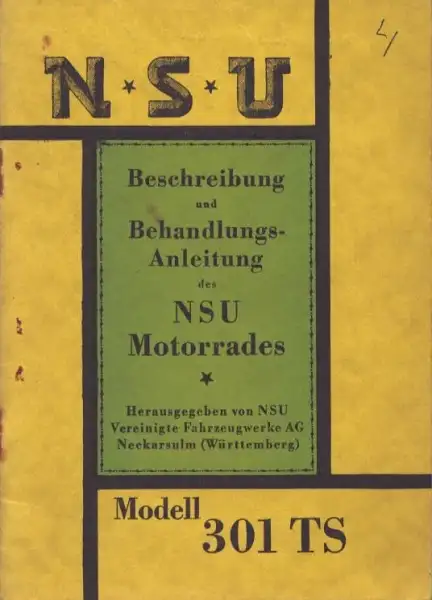 N★S★U
Beschreibung
und
Behandlungs-
Anleitung
des
NSU
Motorrades
★
Herausgegeben von NSU
Vereinigte Fahrzeugwerke AG
Neckarsulm (Württemberg)
Modell
301 TS